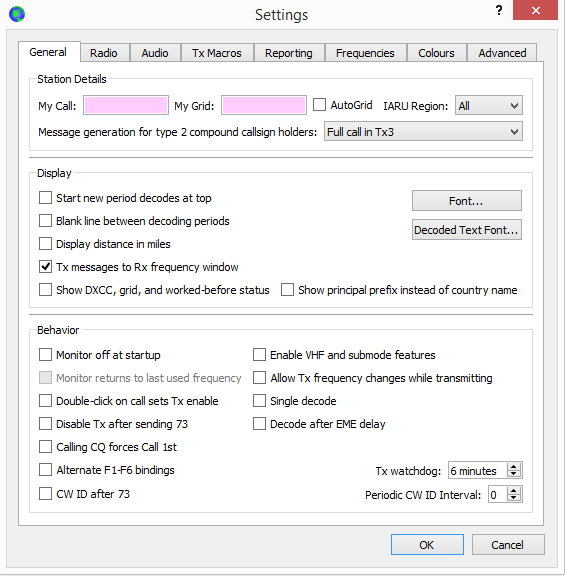 Settings
?
General Radio Audio Tx Macros Reporting Frequencies Colours Advanced
Station Details
My Call: My Grid: AutoGrid IARU Region: All
Message generation for type 2 compound callsign holders: Full call in Tx3
Display
Start new period decodes at top Font...
Blank line between decoding periods Decoded Text Font...
Display distance in miles
Tx messages to Rx frequency window
Show DXCC, grid, and worked-before status Show principal prefix instead of country name
Behavior
Monitor off at startup Enable VHF and submode features
Monitor returns to last used frequency Allow Tx frequency changes while transmitting
Double-click on call sets Tx enable Single decode
Disable Tx after sending 73 Decode after EME delay
Calling CQ forces Call 1st
Alternate F1-F6 bindings Tx watchdog: 6 minutes
CW ID after 73 Periodic CW ID Interval: 0
OK Cancel